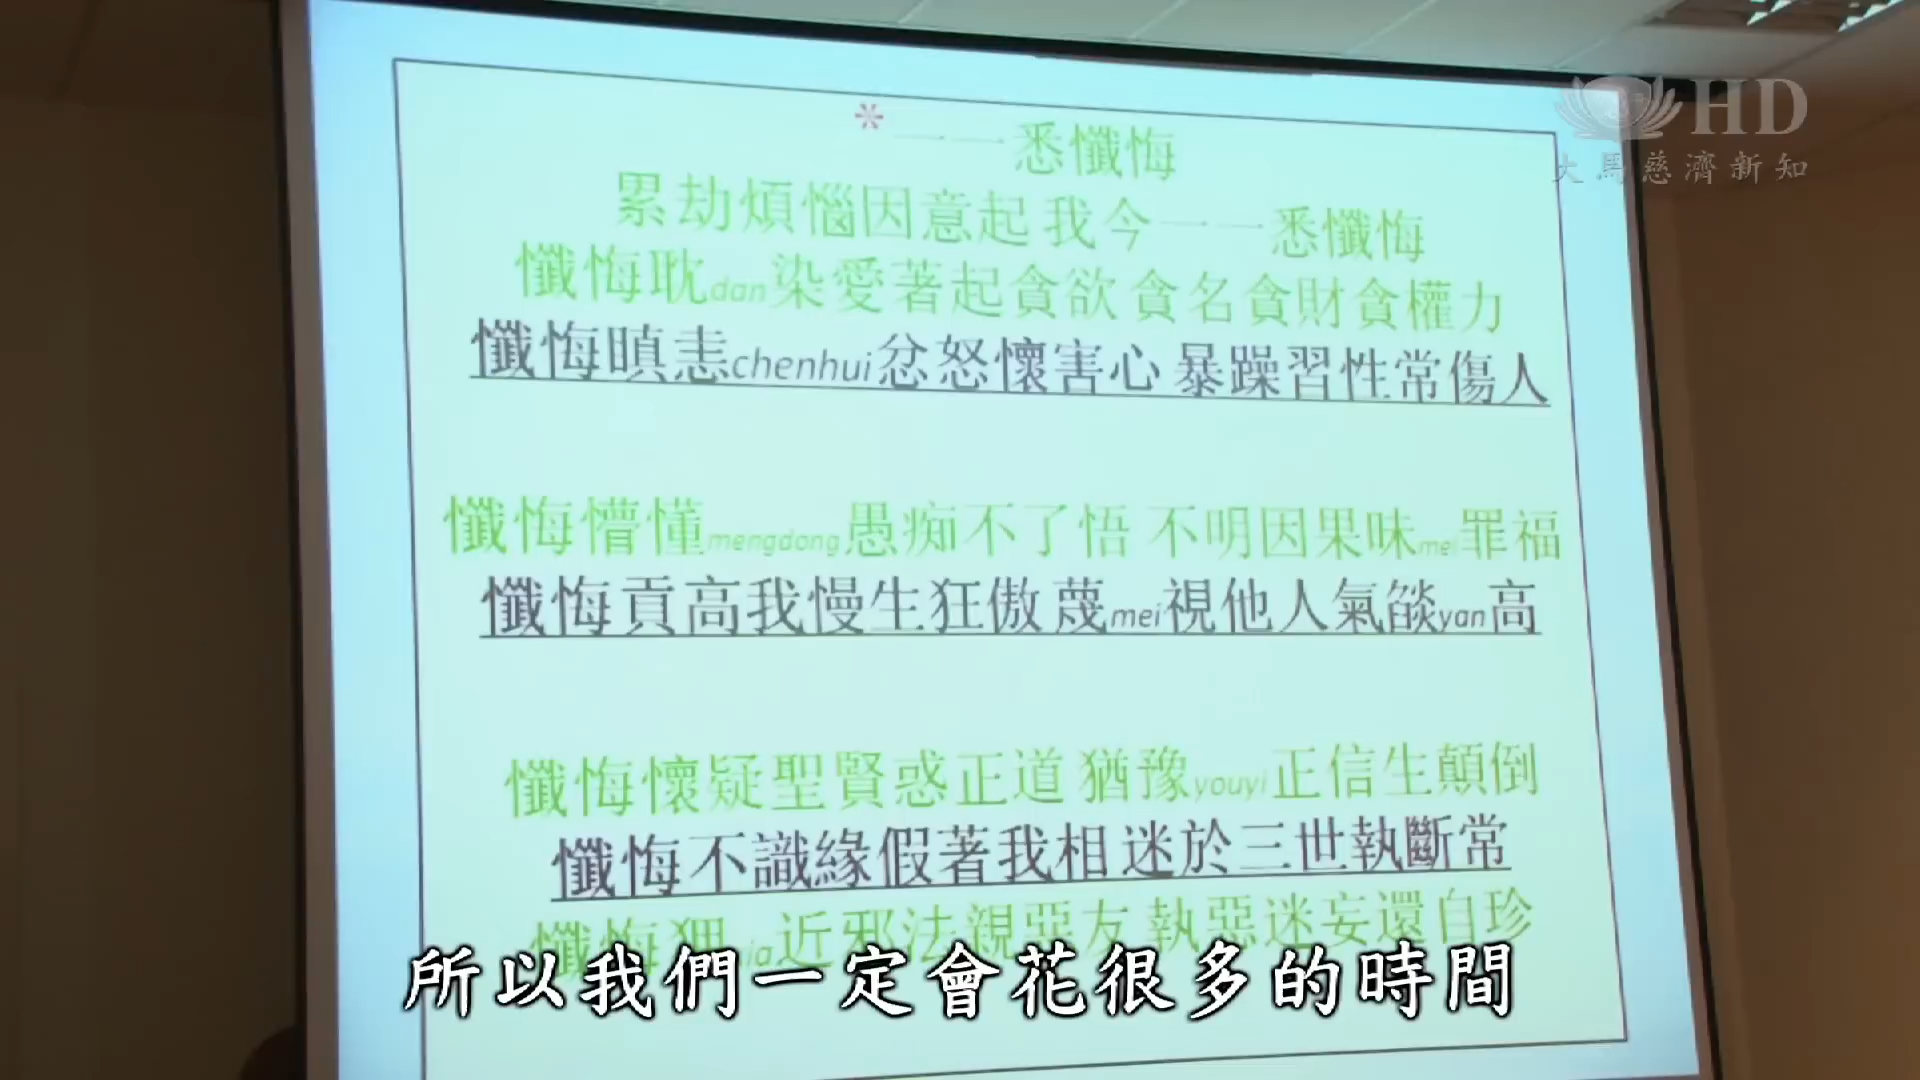 HD
大馬慈濟新知
*一一悉懺悔
累劫煩惱因意起 我今一一悉懺悔
懺悔耽dan染愛著起貪欲 貪名貪財貪權力
懺悔瞋恚chenhui忿怒懷害心 暴躁習性常傷人
懺悔懵懂mengdong愚痴不了悟 不明因果昧mei罪福
懺悔貢高我慢生狂傲 蔑mei視他人氣燄yan高
懺悔懷疑聖賢惑正道 猶豫youyi正信生顛倒
懺悔不識緣假著我相 迷於三世執斷常
懺悔狎xia近邪法親惡友 執惡迷妄還自珍
所以我們一定會花很多的時間